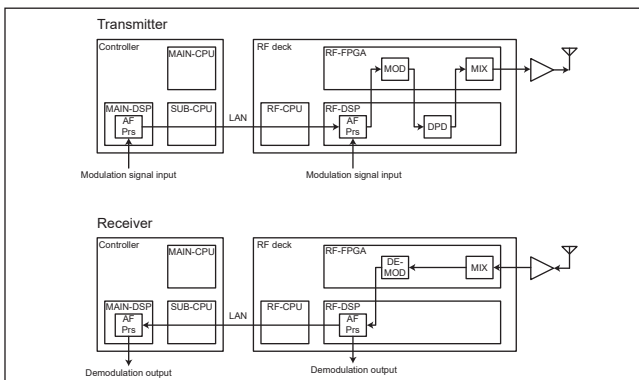 Transmitter
Controller
MAIN-CPU
MAIN-DSP
AF
Prs
SUB-CPU
LAN
RF deck
RF-FPGA
MOD
MIX
RF-CPU
RF-DSP
AF
Prs
DPD
Modulation signal input
Modulation signal input
Receiver
Controller
MAIN-CPU
MAIN-DSP
AF
Prs
SUB-CPU
LAN
RF deck
RF-FPGA
DE-
MOD
MIX
RF-CPU
RF-DSP
AF
Prs
Demodulation output
Demodulation output